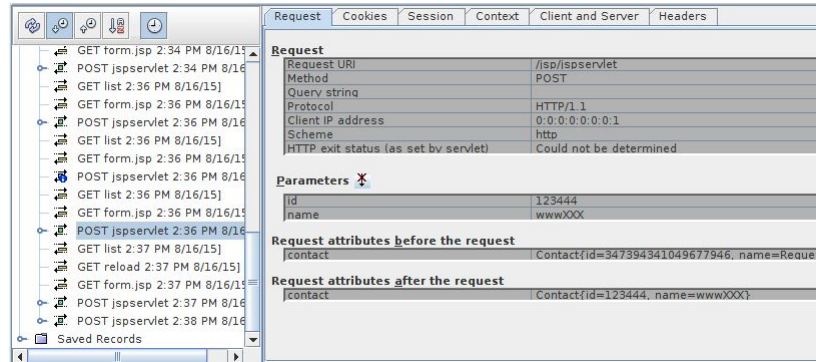 Request Cookies Session Context Client and Server Headers
GET form.jsp 2:34 PM 8/16/15
POST jspservlet 2:34 PM 8/16
GET list 2:36 PM 8/16/15]
GET form.jsp 2:36 PM 8/16/15
POST jspservlet 2:36 PM 8/16
GET list 2:36 PM 8/16/15]
GET form.jsp 2:36 PM 8/16/15
POST jspservlet 2:36 PM 8/16
GET list 2:36 PM 8/16/15]
GET form.jsp 2:36 PM 8/16/15
POST jspservlet 2:36 PM 8/16
GET list 2:37 PM 8/16/15]
GET reload 2:37 PM 8/16/15]
GET form.jsp 2:37 PM 8/16/15
POST jspservlet 2:37 PM 8/16
POST jspservlet 2:38 PM 8/16
Saved Records
Request
Request URI /jsp/jspservlet
Method POST
Query string
Protocol HTTP/1.1
Client IP address 0:0:0:0:0:0:0:1
Scheme http
HTTP exit status (as set by servlet) Could not be determined
Parameters
id 123444
name wwwXXX
Request attributes before the request
contact Contact{id=347394341049677946, name=Reque
Request attributes after the request
contact Contact{id=123444, name=wwwXXX}